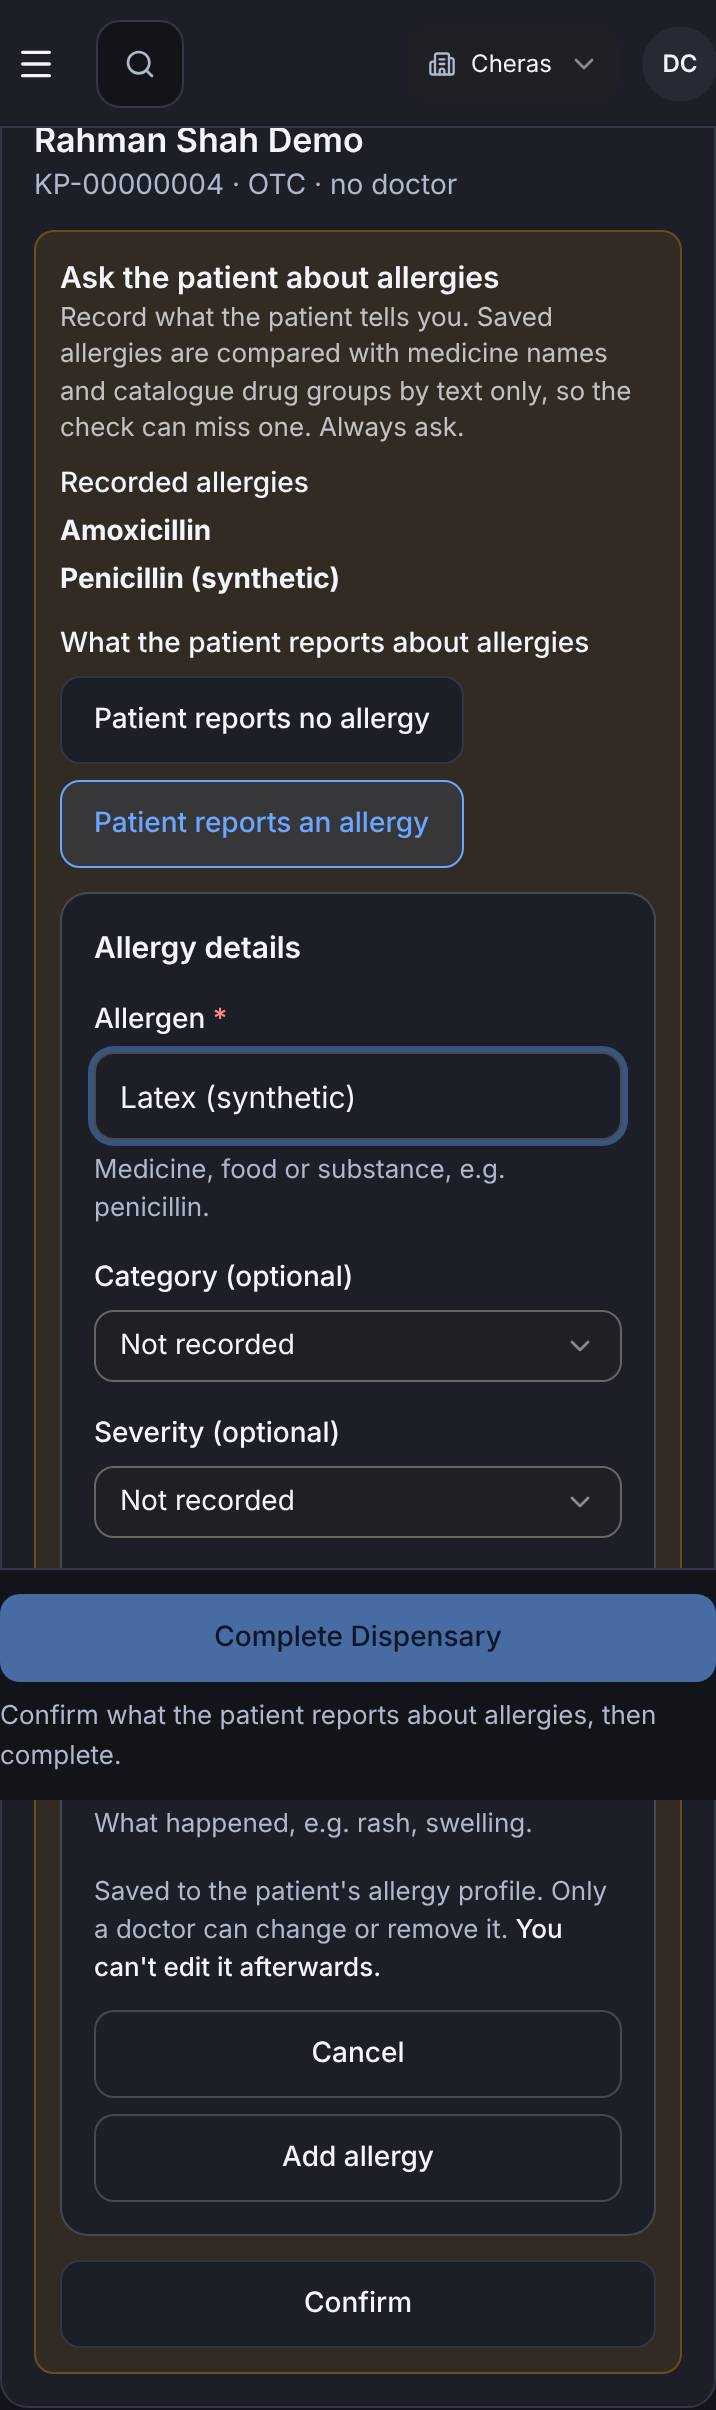 Cheras
DC
Rahman Shah Demo
KP-00000004 · OTC · no doctor
Ask the patient about allergies
Record what the patient tells you. Saved
allergies are compared with medicine names
and catalogue drug groups by text only, so the
check can miss one. Always ask.
Recorded allergies
Amoxicillin
Penicillin (synthetic)
What the patient reports about allergies
Patient reports no allergy
Patient reports an allergy
Allergy details
Allergen *
Latex (synthetic)
Medicine, food or substance, e.g.
penicillin.
Category (optional)
Not recorded
Severity (optional)
Not recorded
Complete Dispensary
Confirm what the patient reports about allergies, then
complete.
What happened, e.g. rash, swelling.
Saved to the patient's allergy profile. Only
a doctor can change or remove it. You
can't edit it afterwards.
Cancel
Add allergy
Confirm